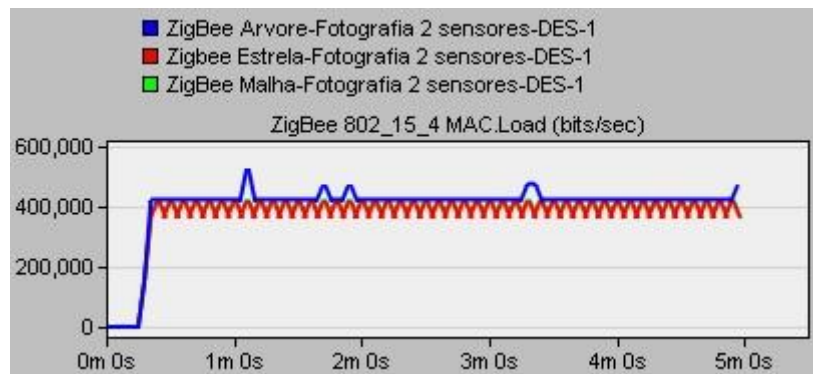 ZigBee Arvore-Fotografia 2 sensores-DES-1
Zigbee Estrela-Fotografia 2 sensores-DES-1
ZigBee Malha-Fotografia 2 sensores-DES-1
ZigBee 802_15_4 MAC.Load (bits/sec)
600,000
400,000
200,000
0
0m 0s 1m 0s 2m 0s 3m 0s 4m 0s 5m 0s